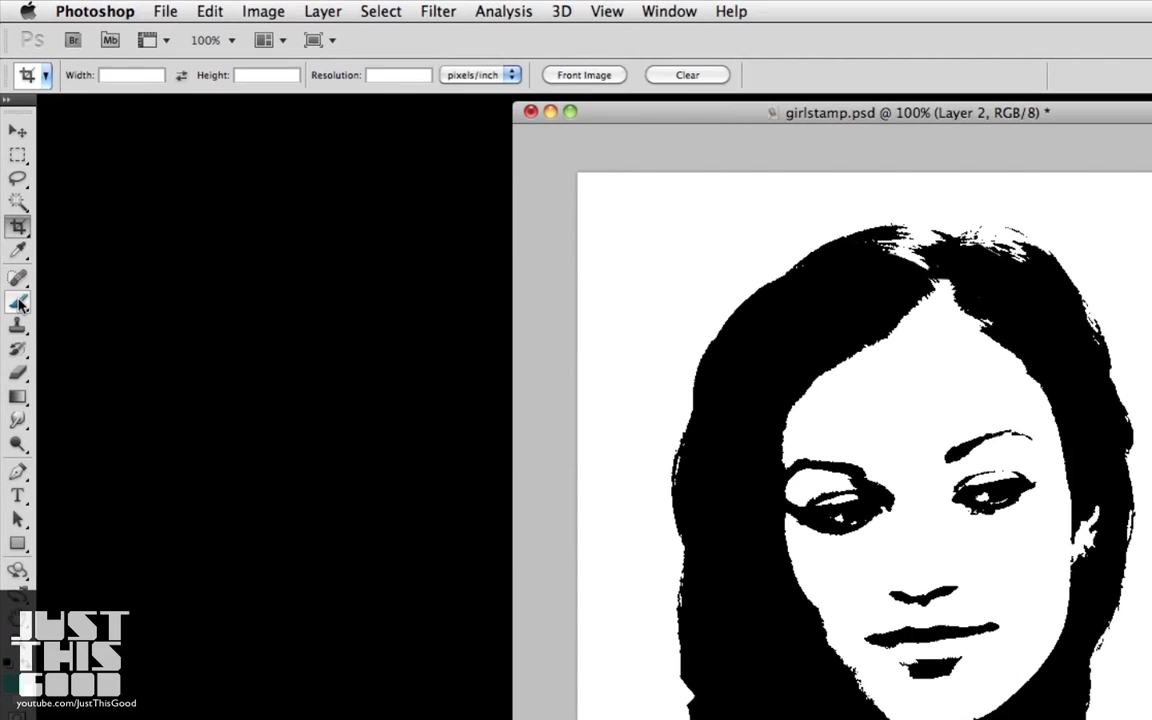 Photoshop File Edit Image Layer Select Filter Analysis 3D View Window Help
Ps Br Mb 100%
Width: Height: Resolution: pixels/inch Front Image Clear
girlstamp.psd @ 100% (Layer 2, RGB/8) *
T
JUST
THIS
GOOD
youtube.com/JustThisGood